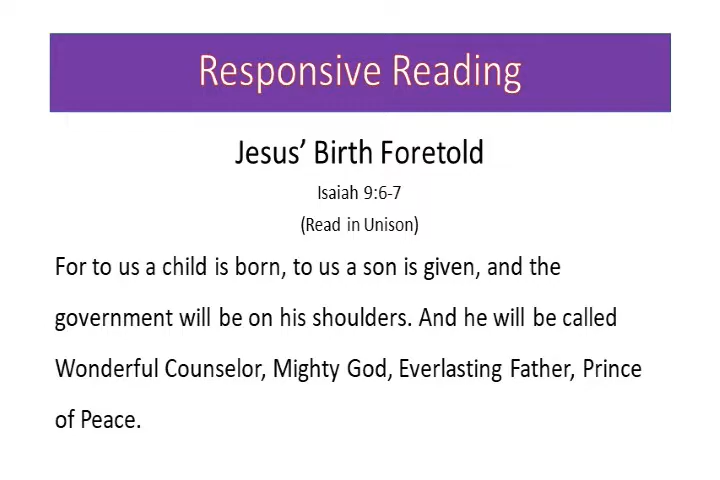 Responsive Reading
Jesus’ Birth Foretold
Isaiah 9:6-7
(Read in Unison)
For to us a child is born, to us a son is given, and the
government will be on his shoulders. And he will be called
Wonderful Counselor, Mighty God, Everlasting Father, Prince
of Peace.